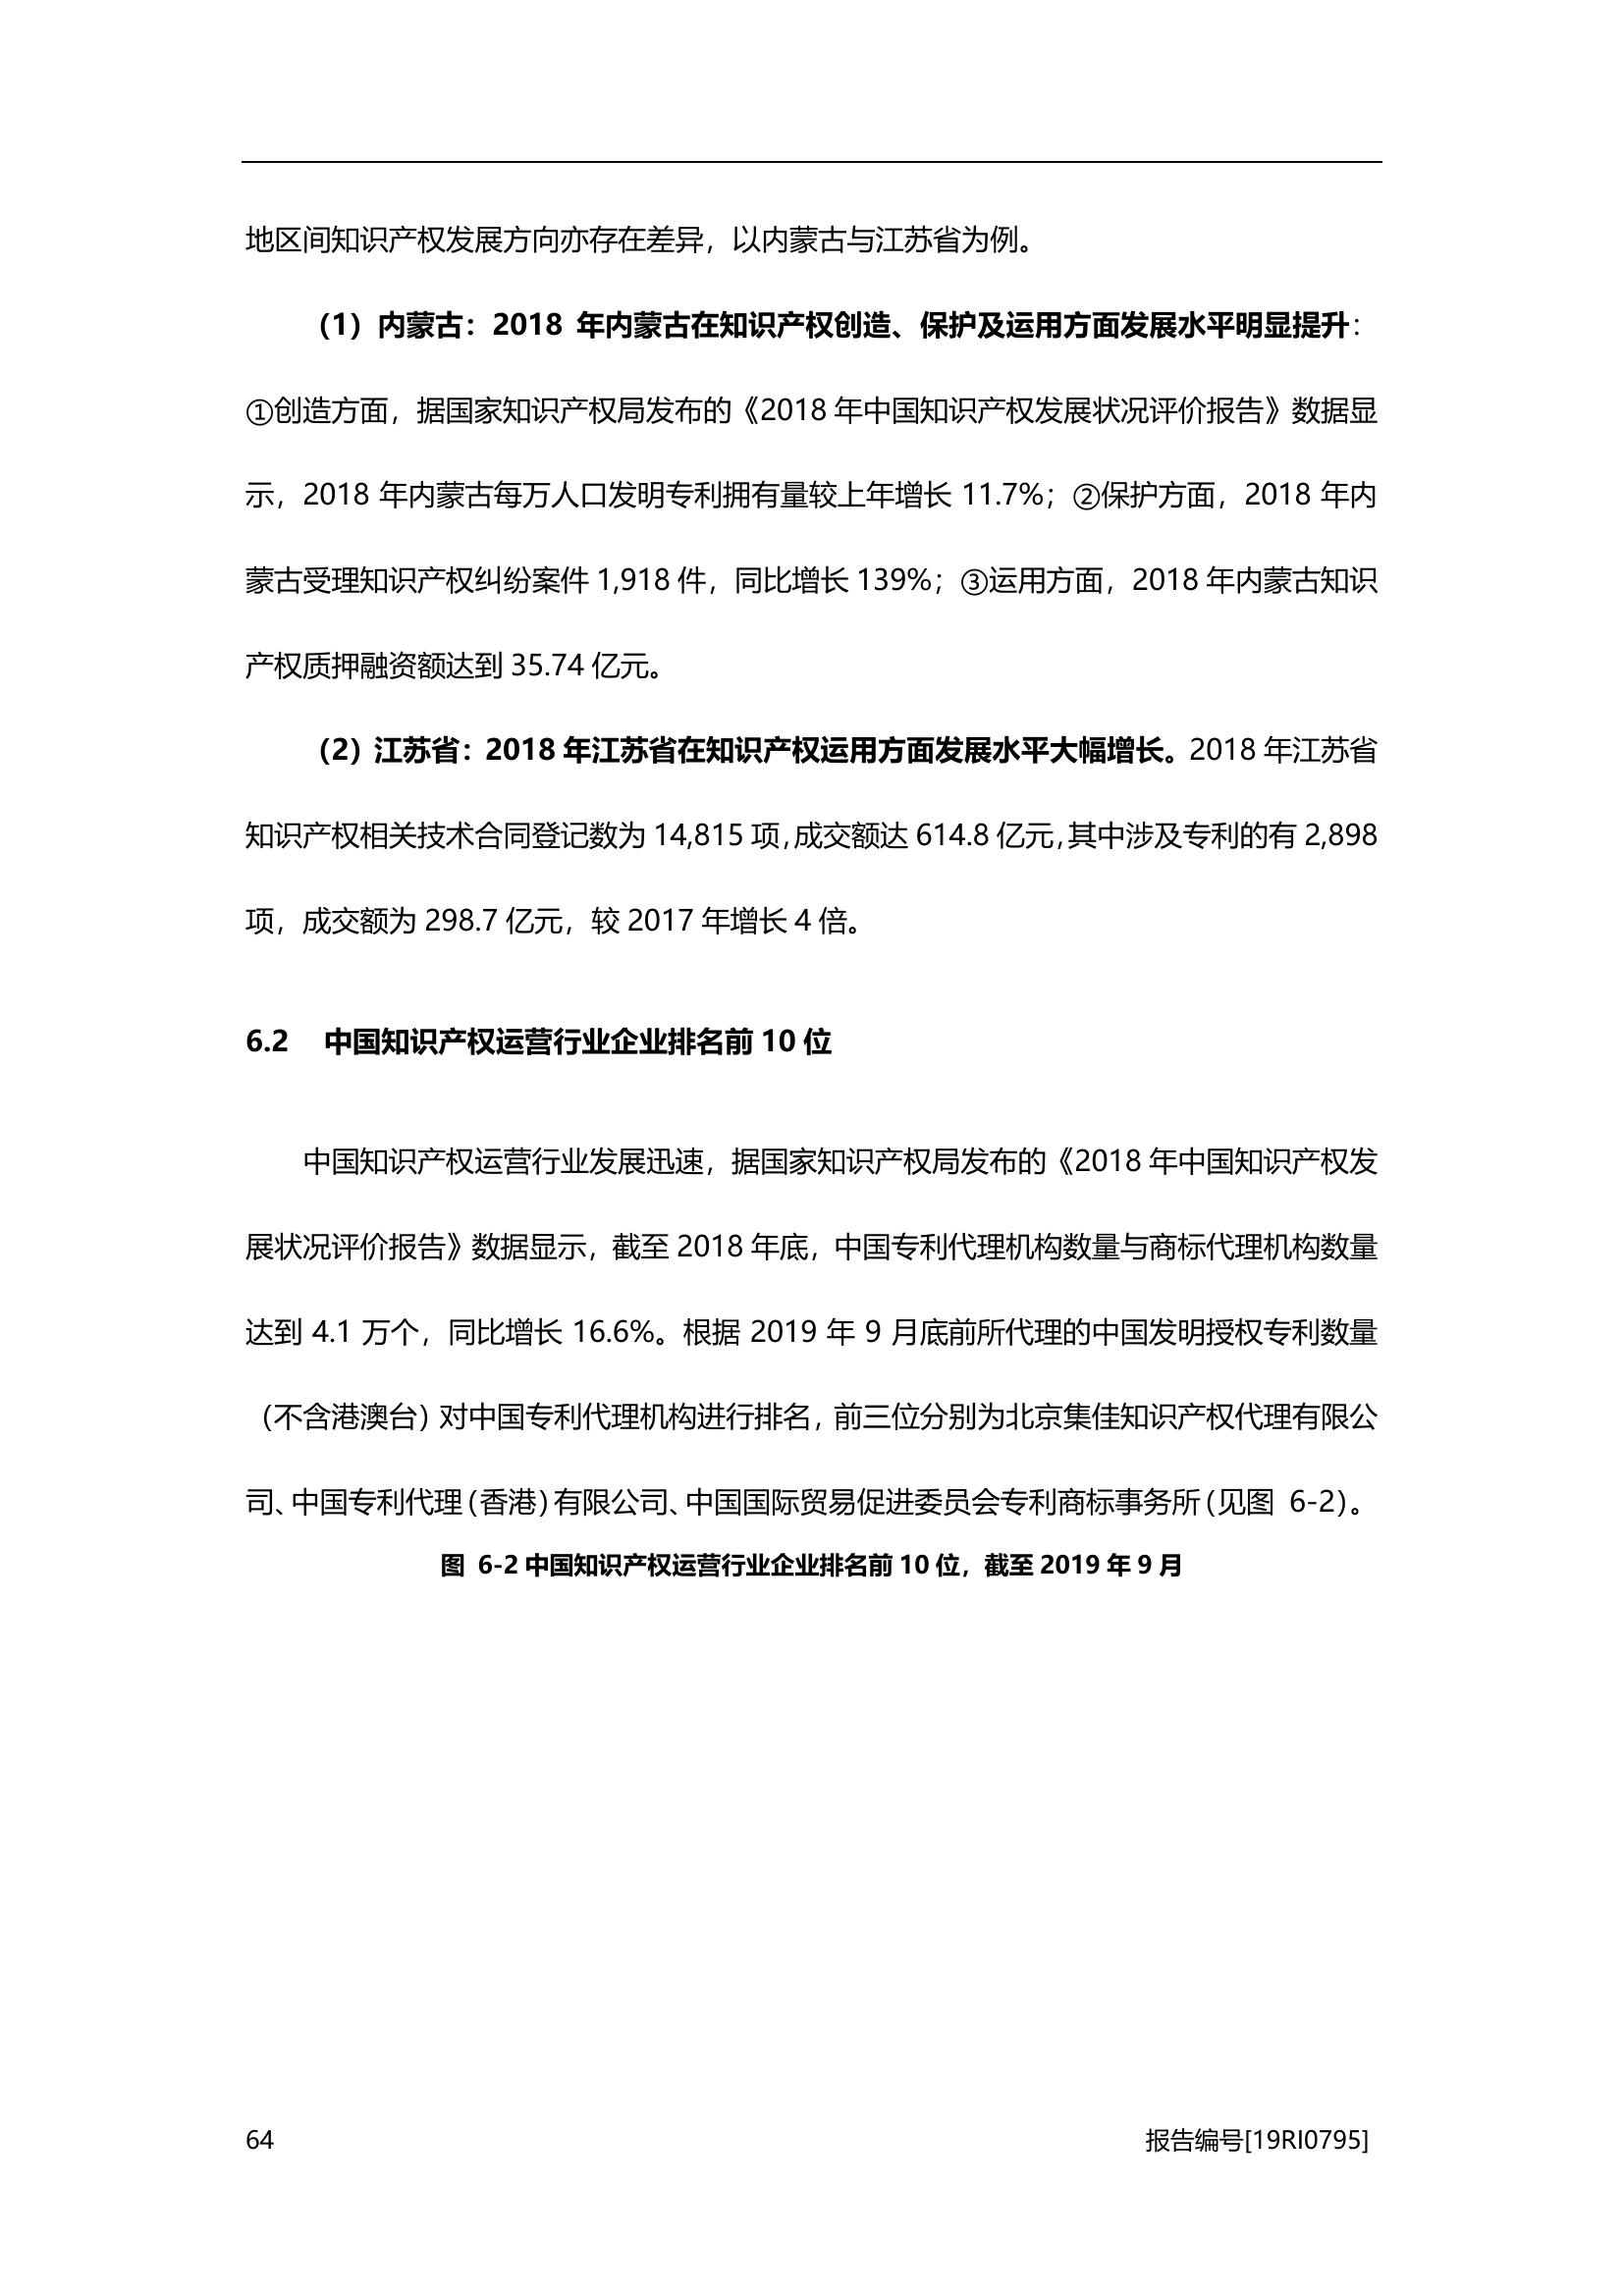 地区间知识产权发展方向亦存在差异，以内蒙古与江苏省为例。
（1）内蒙古：2018 年内蒙古在知识产权创造、保护及运用方面发展水平明显提升：
①创造方面，据国家知识产权局发布的《2018 年中国知识产权发展状况评价报告》数据显
示，2018 年内蒙古每万人口发明专利拥有量较上年增长 11.7%；②保护方面，2018 年内
蒙古受理知识产权纠纷案件 1,918 件，同比增长 139%；③运用方面，2018 年内蒙古知识
产权质押融资额达到 35.74 亿元。
（2）江苏省：2018 年江苏省在知识产权运用方面发展水平大幅增长。2018 年江苏省
知识产权相关技术合同登记数为 14,815 项，成交额达 614.8 亿元，其中涉及专利的有 2,898
项，成交额为 298.7 亿元，较 2017 年增长 4 倍。
6.2 中国知识产权运营行业企业排名前 10 位
中国知识产权运营行业发展迅速，据国家知识产权局发布的《2018 年中国知识产权发
展状况评价报告》数据显示，截至 2018 年底，中国专利代理机构数量与商标代理机构数量
达到 4.1 万个，同比增长 16.6%。根据 2019 年 9 月底前所代理的中国发明授权专利数量
（不含港澳台）对中国专利代理机构进行排名，前三位分别为北京集佳知识产权代理有限公
司、中国专利代理（香港）有限公司、中国国际贸易促进委员会专利商标事务所（见图 6-2）。
图 6-2 中国知识产权运营行业企业排名前 10 位，截至 2019 年 9 月
64 报告编号[19RI0795]